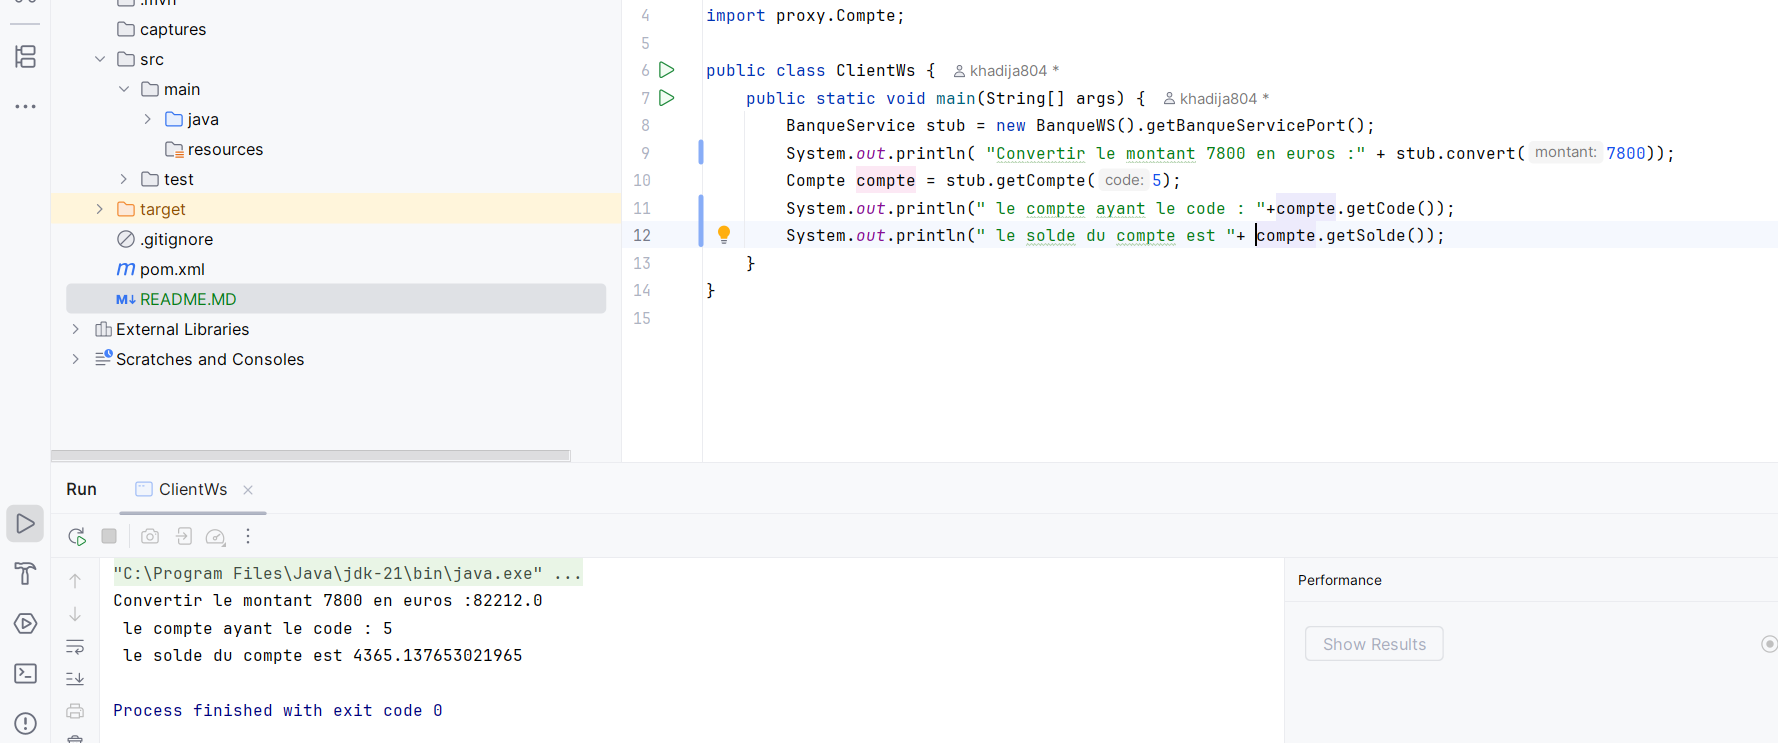 .mvn
captures
src
main
java
resources
test
target
.gitignore
pom.xml
README.MD
External Libraries
Scratches and Consoles
4 import proxy.Compte;
5
6 public class ClientWs { khadija804 *
7 public static void main(String[] args) { khadija804 *
8 BanqueService stub = new BanqueWS().getBanqueServicePort();
9 System.out.println( "Convertir le montant 7800 en euros :" + stub.convert( montant: 7800));
10 Compte compte = stub.getCompte( code: 5);
11 System.out.println(" le compte ayant le code : "+compte.getCode());
12 System.out.println(" le solde du compte est "+ compte.getSolde());
13 }
14 }
15
Run ClientWs
"C:\Program Files\Java\jdk-21\bin\java.exe" ...
Convertir le montant 7800 en euros :82212.0
le compte ayant le code : 5
le solde du compte est 4365.137653021965
Process finished with exit code 0
Performance
Show Results